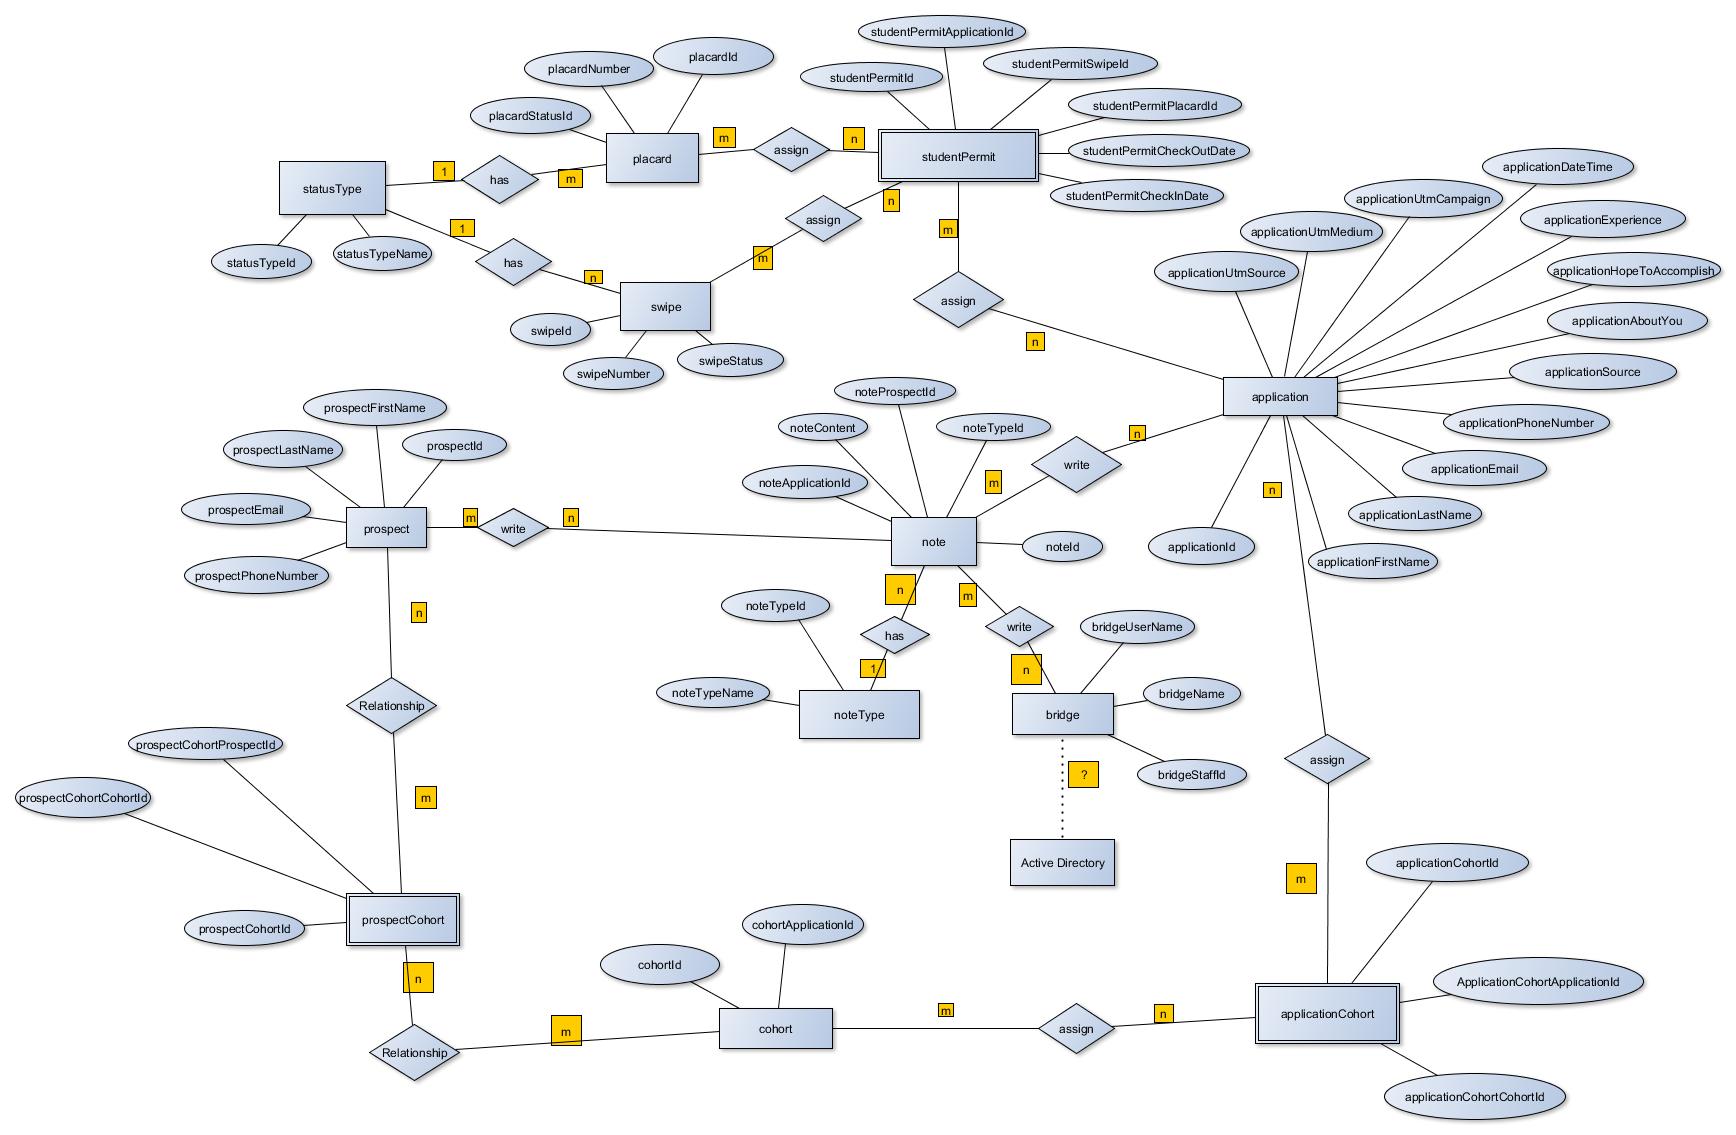 studentPermitApplicationId
placardId
placardNumber
studentPermitSwipeId
studentPermitId
placardStatusId
studentPermitPlacardId
m
n
assign
placard
studentPermit
studentPermitCheckOutDate
applicationDateTime
statusType
1
has
m
studentPermitCheckInDate
applicationUtmCampaign
n
assign
applicationExperience
1
m
applicationUtmMedium
statusTypeId
statusTypeName
has
m
applicationUtmSource
applicationHopeToAccomplish
n
swipe
assign
swipeId
n
applicationAboutYou
swipeStatus
swipeNumber
applicationSource
noteProspectId
application
prospectFirstName
noteContent
noteTypeId
n
applicationPhoneNumber
prospectLastName
prospectId
write
applicationEmail
noteApplicationId
m
n
prospectEmail
applicationLastName
prospect
m
write
n
note
noteId
applicationId
prospectPhoneNumber
applicationFirstName
n
noteTypeId
n
m
has
write
bridgeUserName
1
n
noteTypeName
bridgeName
Relationship
noteType
bridge
prospectCohortProspectId
assign
prospectCohortCohortId
m
?
bridgeStaffId
Active Directory
applicationCohortId
m
prospectCohort
prospectCohortId
cohortApplicationId
n
cohortId
ApplicationCohortApplicationId
m
cohort
m
assign
n
applicationCohort
Relationship
applicationCohortCohortId